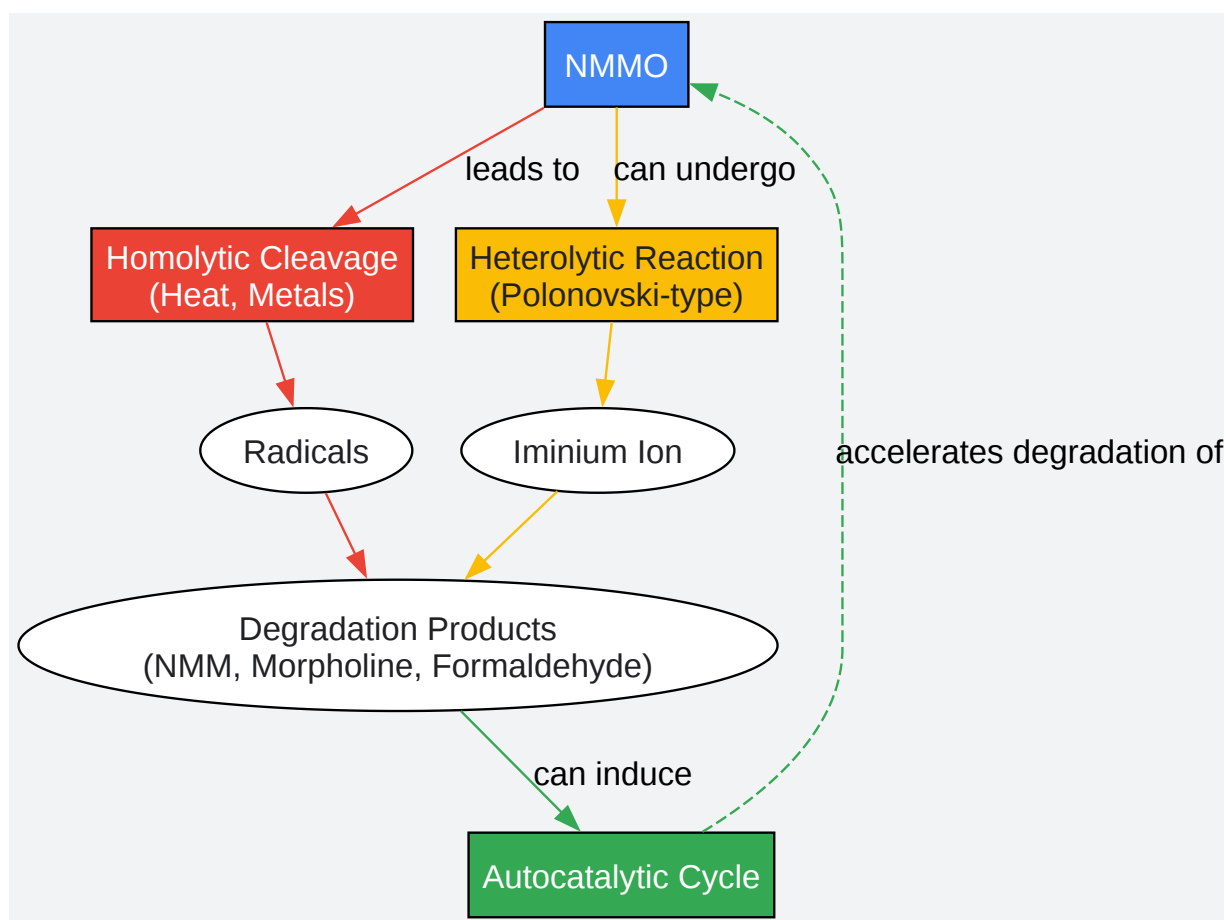 NMMO
leads to
can undergo
Homolytic Cleavage
(Heat, Metals)
Heterolytic Reaction
(Polonovski-type)
Radicals
Iminium Ion
accelerates degradation of
Degradation Products
(NMM, Morpholine, Formaldehyde)
can induce
Autocatalytic Cycle